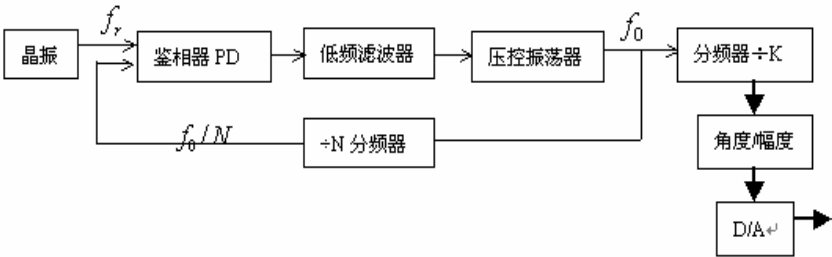 晶振
f_r
鉴相器 PD
低频滤波器
压控振荡器
f_0
分频器÷K
f_0/N
÷N 分频器
角度/幅度
D/A↵